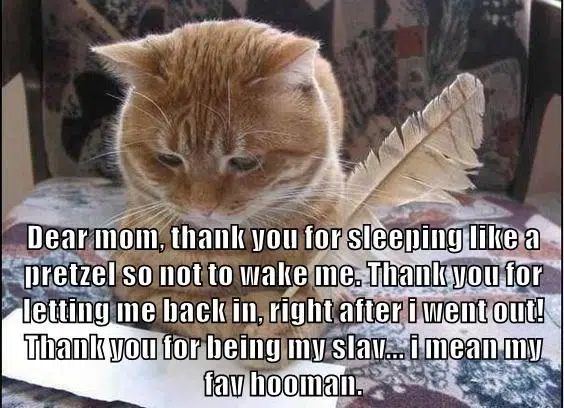 Dear mom, thank you for sleeping like a
pretzel so not to wake me. Thank you for
letting me back in, right after i went out!
Thank you for being my slav... i mean my
fav hooman.